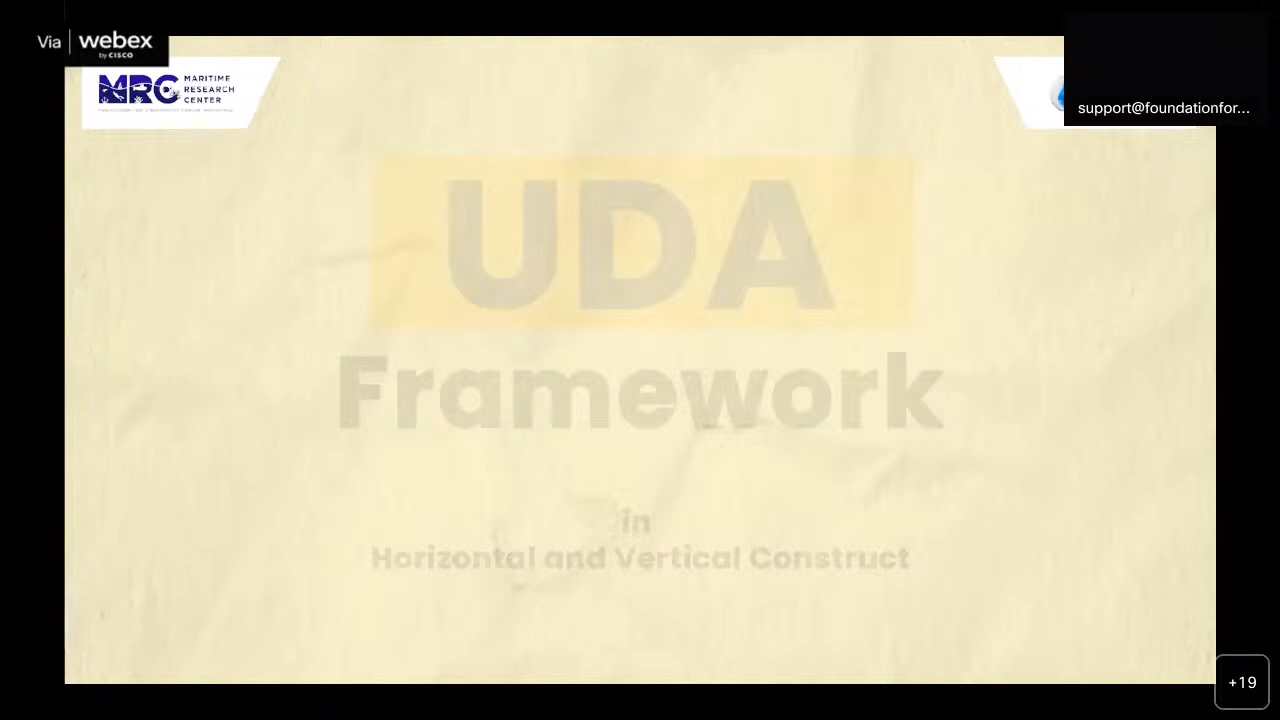 Via webex
by CISCO
support@foundationfor...
MRC MARITIME
RESEARCH
CENTER
UDA
Framework
in
Horizontal and Vertical Construct
+19